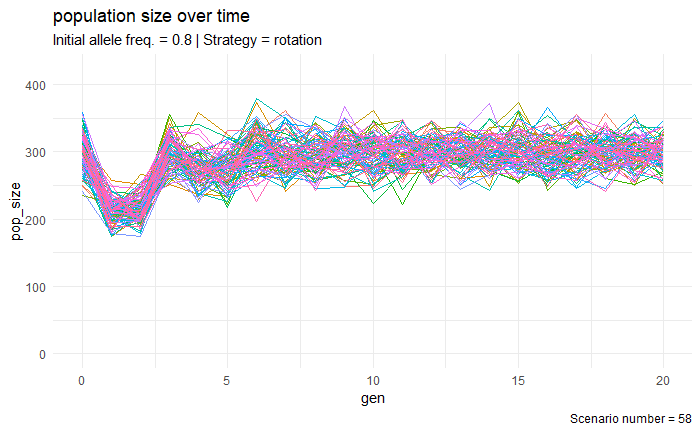 population size over time
Initial allele freq. = 0.8 | Strategy = rotation
400
300
200
100
0
pop_size
0 5 10 15 20
gen
Scenario number = 58